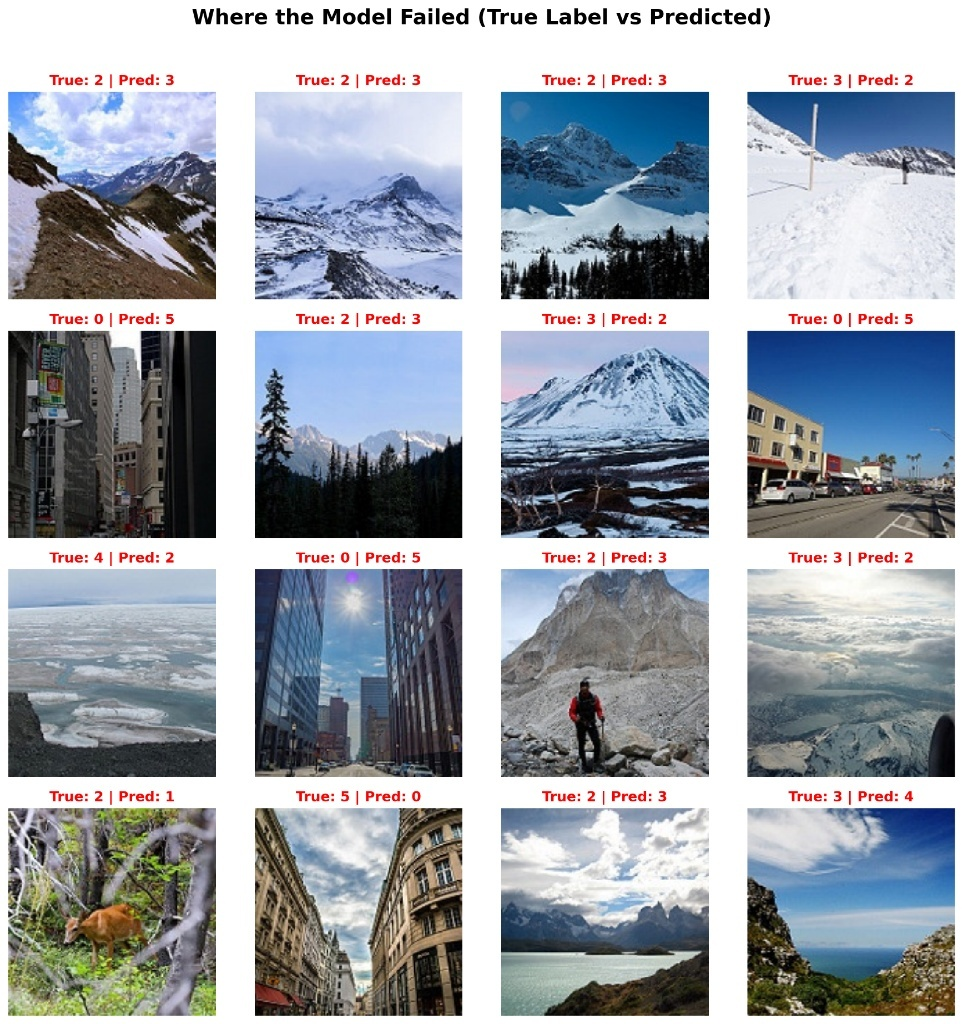 Where the Model Failed (True Label vs Predicted)
True: 2 | Pred: 3
True: 2 | Pred: 3
True: 2 | Pred: 3
True: 3 | Pred: 2
True: 0 | Pred: 5
True: 2 | Pred: 3
True: 3 | Pred: 2
True: 0 | Pred: 5
True: 4 | Pred: 2
True: 0 | Pred: 5
True: 2 | Pred: 3
True: 3 | Pred: 2
True: 2 | Pred: 1
True: 5 | Pred: 0
True: 2 | Pred: 3
True: 3 | Pred: 4